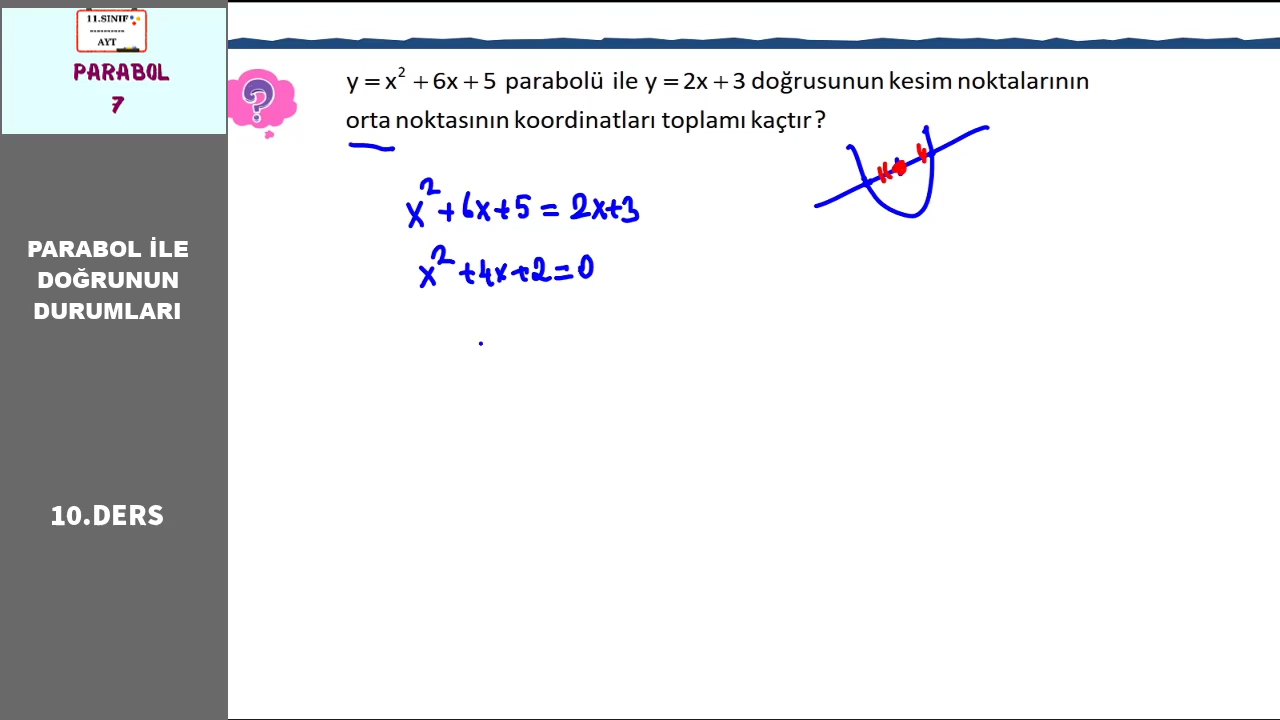 11.SINIF
AYT
PARABOL
7
PARABOL İLE
DOĞRUNUN
DURUMLARI
10.DERS
y = x² + 6x + 5 parabolü ile y = 2x + 3 doğrusunun kesim noktalarının
orta noktasının koordinatları toplamı kaçtır?
x² + 6x + 5 = 2x + 3
x² + 4x + 2 = 0